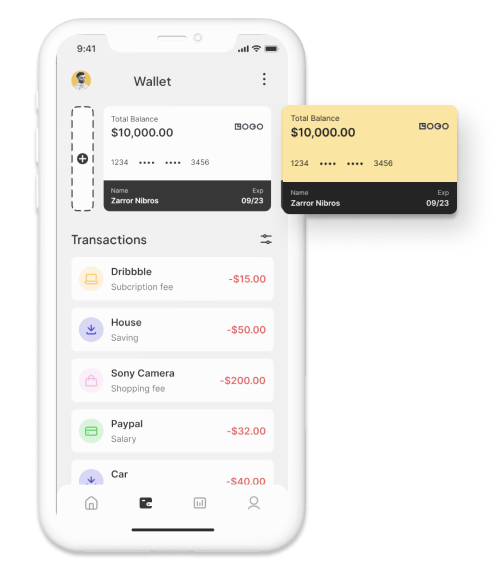 9:41
Wallet
Total Balance
$10,000.00
LOGO
1234 •••• •••• 3456
Name
Zarror Nibros
Exp
09/23
Total Balance
$10,000.00
LOGO
1234 •••• •••• 3456
Name
Zarror Nibros
Exp
09/23
Transactions
Dribbble
Subcription fee
-$15.00
House
Saving
-$50.00
Sony Camera
Shopping fee
-$200.00
Paypal
Salary
-$32.00
Car
-$40.00